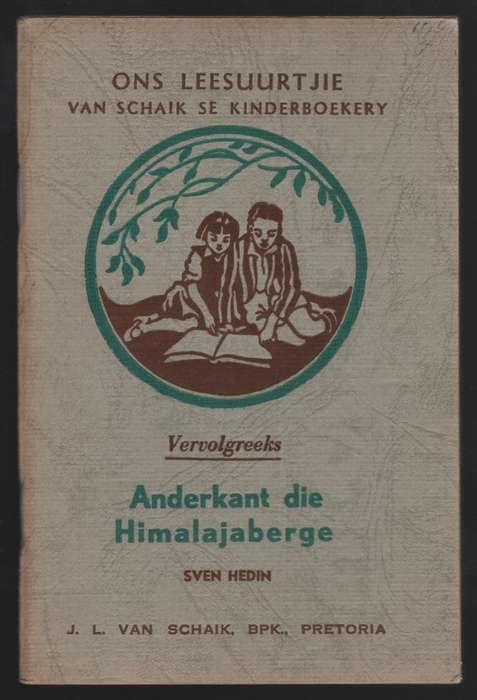 ONS LEESUURTJIE
VAN SCHAIK SE KINDERBOEKERY
Vervolgreeks
Anderkant die
Himalajaberge
SVEN HEDIN
J. L. VAN SCHAIK, BPK., PRETORIA